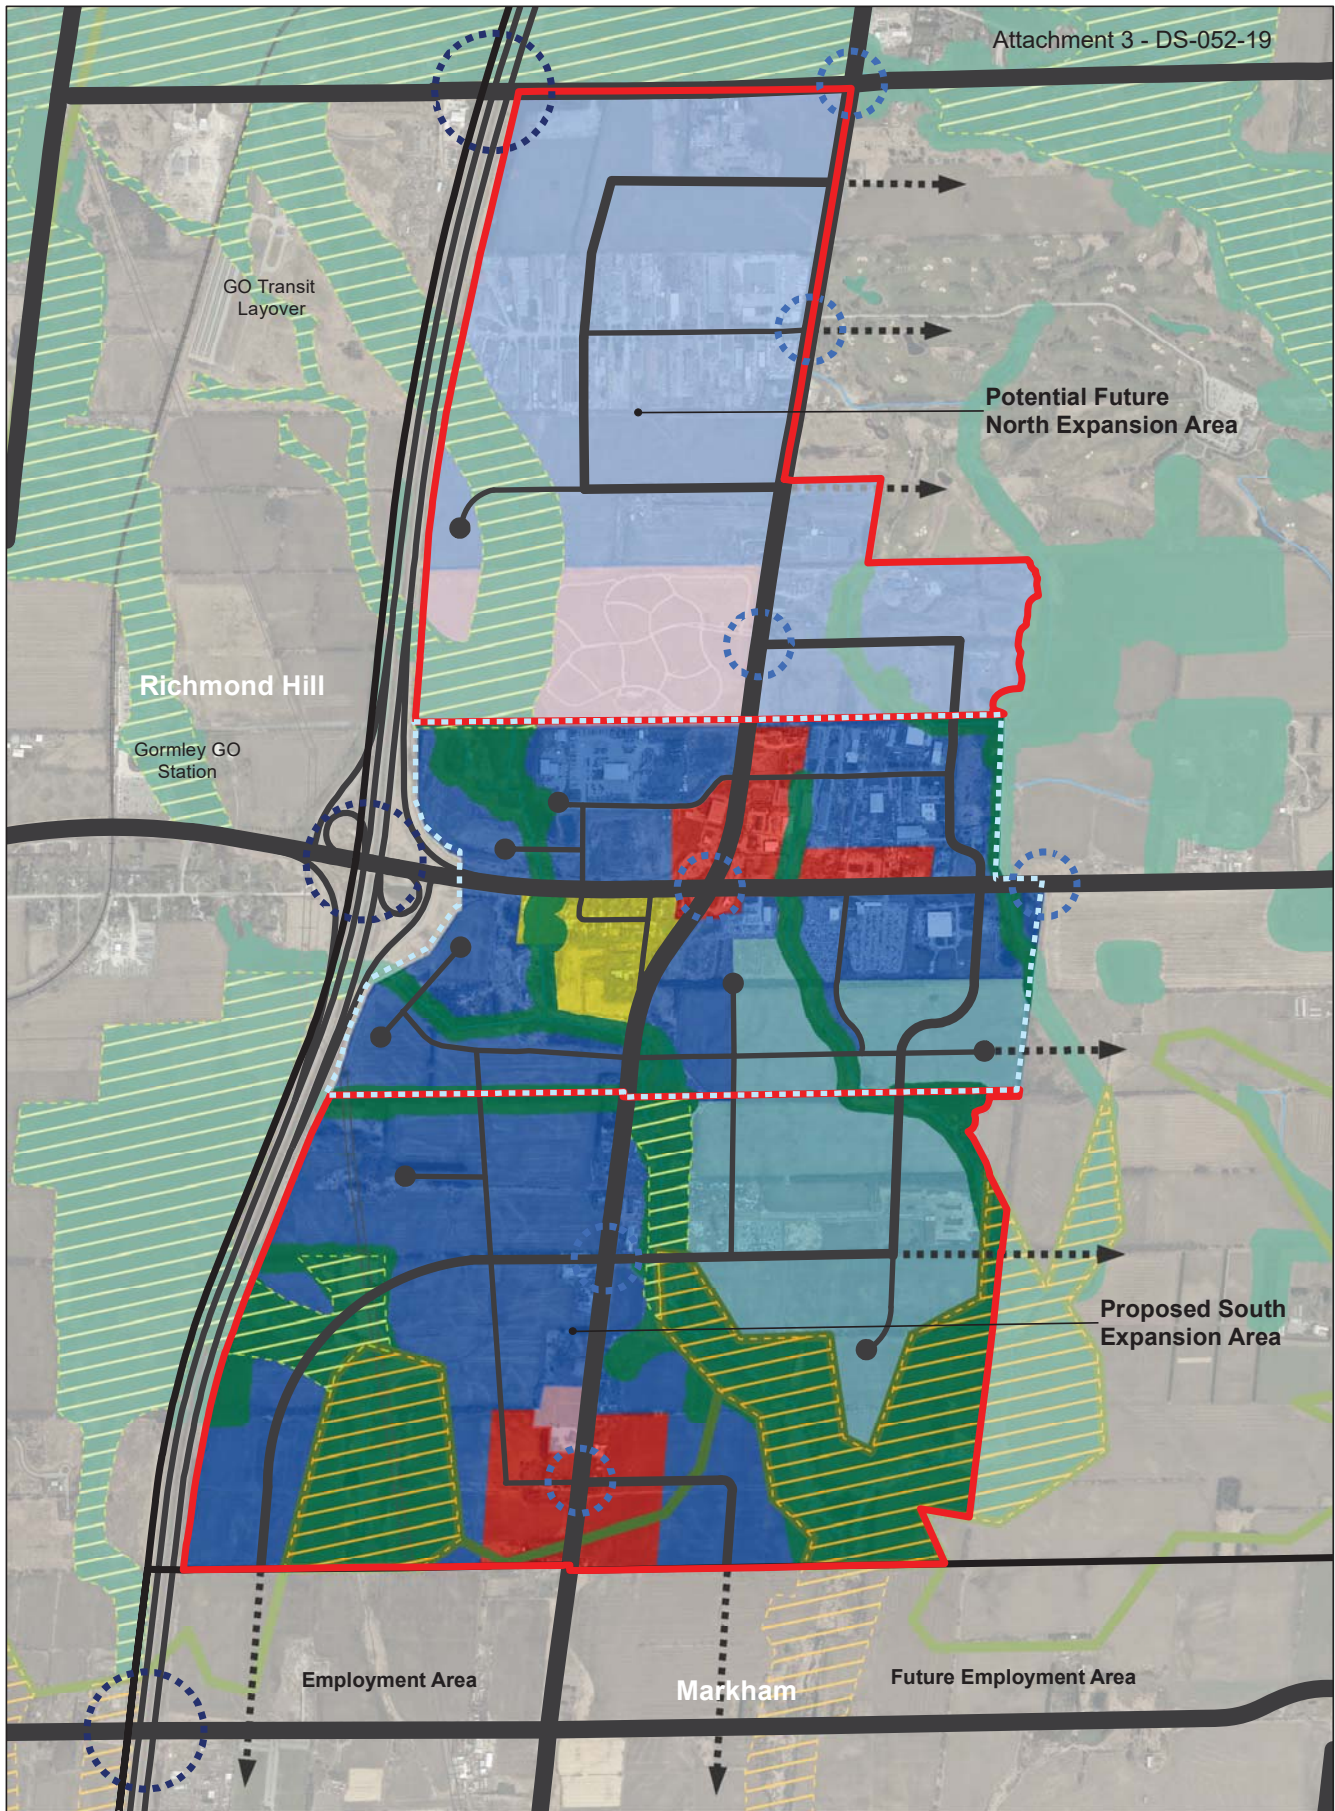 Attachment 3 - DS-052-19
GO Transit
Layover
Potential Future
North Expansion Area
Richmond Hill
Gormley GO
Station
Proposed South
Expansion Area
Employment Area
Markham
Future Employment Area